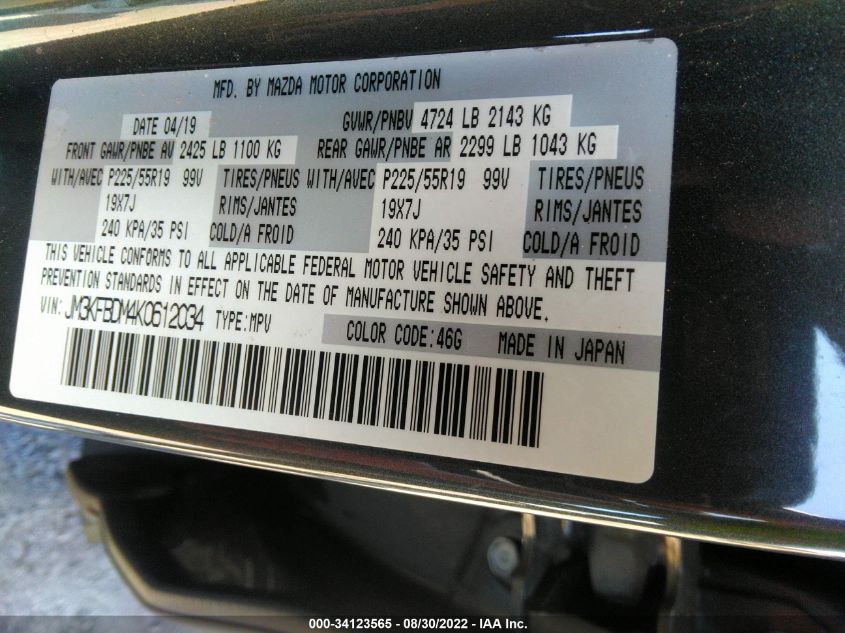 MFD. BY MAZDA MOTOR CORPORATION
DATE 04/19 GVWR/PNBV 4724 LB 2143 KG
FRONT GAWR/PNBE AV 2425 LB 1100 KG REAR GAWR/PNBE AR 2299 LB 1043 KG
WITH/AVEC P225/55R19 99V TIRES/PNEUS WITH/AVEC P225/55R19 99V TIRES/PNEUS
19X7J RIMS/JANTES 19X7J RIMS/JANTES
240 KPA/35 PSI COLD/A FROID 240 KPA/35 PSI COLD/A FROID
THIS VEHICLE CONFORMS TO ALL APPLICABLE FEDERAL MOTOR VEHICLE SAFETY AND THEFT
PREVENTION STANDARDS IN EFFECT ON THE DATE OF MANUFACTURE SHOWN ABOVE.
VIN: JM3KFBDM4K0612034 TYPE:MPV COLOR CODE:46G MADE IN JAPAN
000-34123565 - 08/30/2022 - IAA Inc.